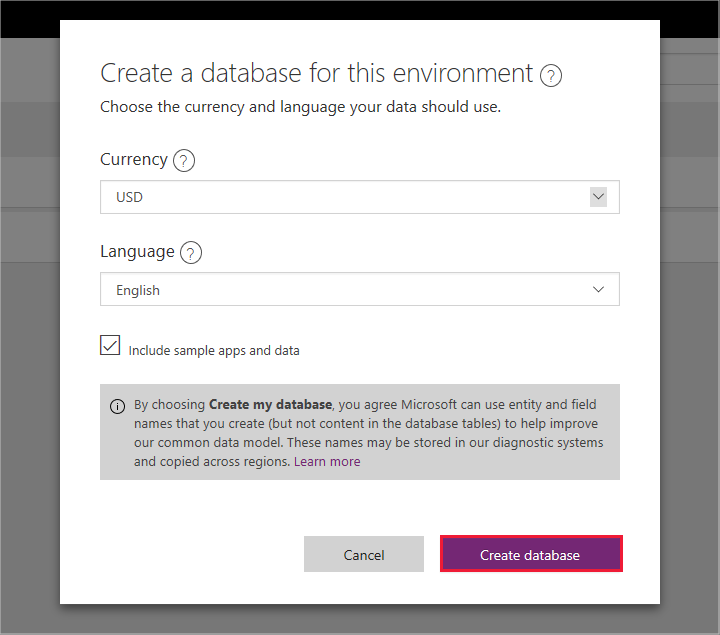 Create a database for this environment ?
Choose the currency and language your data should use.
Currency ?
USD
Language ?
English
Include sample apps and data
By choosing Create my database, you agree Microsoft can use entity and field
names that you create (but not content in the database tables) to help improve
our common data model. These names may be stored in our diagnostic systems
and copied across regions. Learn more
Cancel
Create database